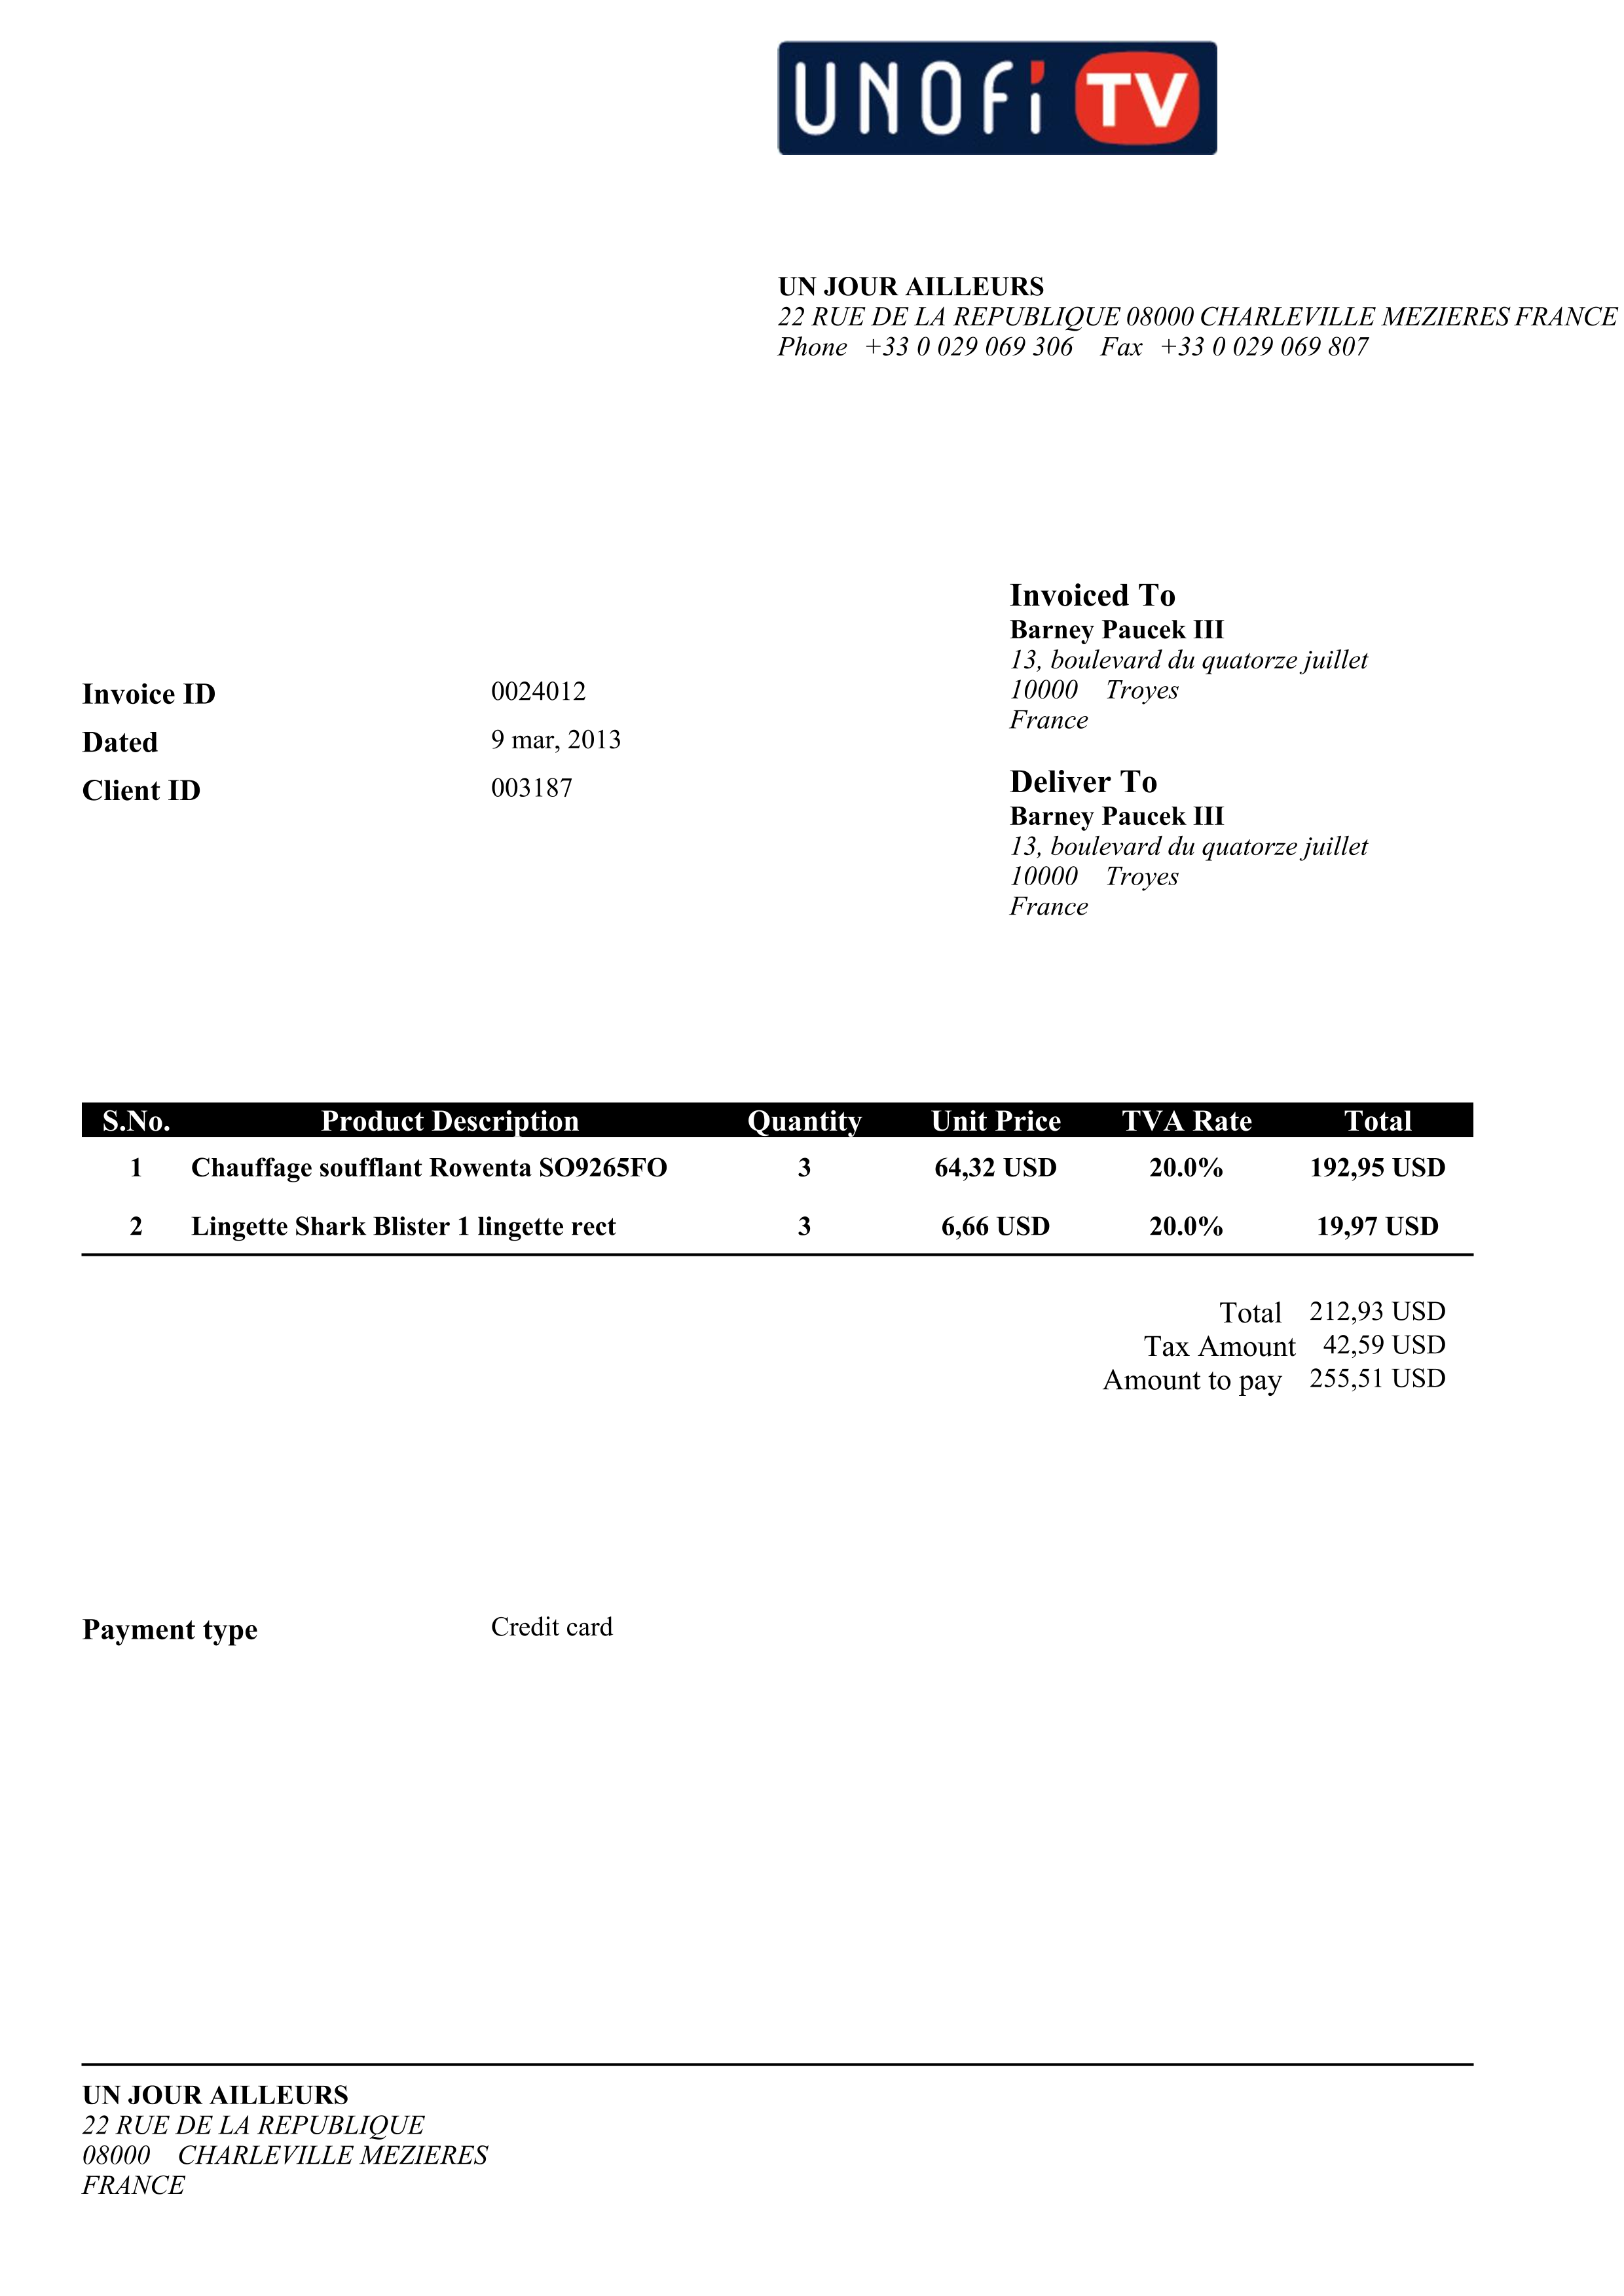 UNOFi TV
UN JOUR AILLEURS
22 RUE DE LA REPUBLIQUE 08000 CHARLEVILLE MEZIERES FRANCE
Phone +33 0 029 069 306 Fax +33 0 029 069 807
Invoiced To
Barney Paucek III
13, boulevard du quatorze juillet
10000 Troyes
France
Invoice ID 0024012
Dated 9 mar, 2013
Client ID 003187
Deliver To
Barney Paucek III
13, boulevard du quatorze juillet
10000 Troyes
France
S.No. Product Description Quantity Unit Price TVA Rate Total
1 Chauffage soufflant Rowenta SO9265FO 3 64,32 USD 20.0% 192,95 USD
2 Lingette Shark Blister 1 lingette rect 3 6,66 USD 20.0% 19,97 USD
Total 212,93 USD
Tax Amount 42,59 USD
Amount to pay 255,51 USD
Payment type Credit card
UN JOUR AILLEURS
22 RUE DE LA REPUBLIQUE
08000 CHARLEVILLE MEZIERES
FRANCE